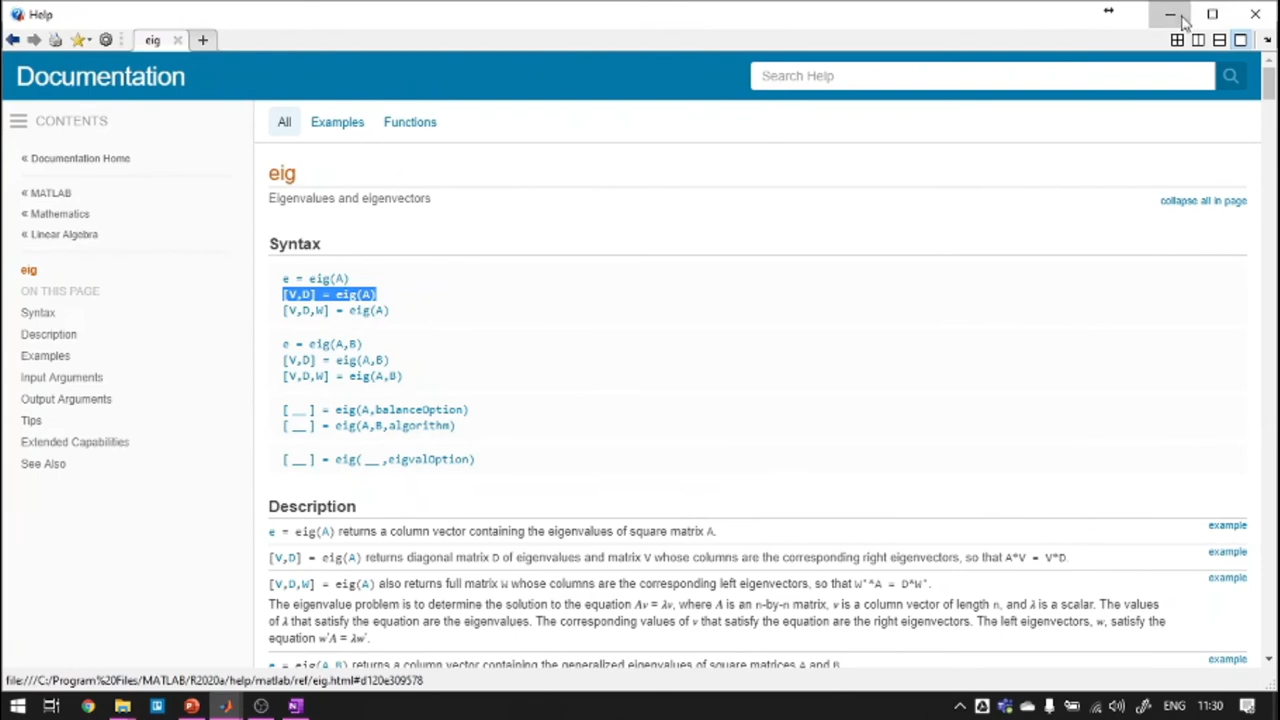 Help
eig
Documentation
Search Help
CONTENTS
« Documentation Home
« MATLAB
« Mathematics
« Linear Algebra
eig
ON THIS PAGE
Syntax
Description
Examples
Input Arguments
Output Arguments
Tips
Extended Capabilities
See Also
All Examples Functions
eig
Eigenvalues and eigenvectors
collapse all in page
Syntax
e = eig(A)
[V,D] = eig(A)
[V,D,W] = eig(A)
e = eig(A,B)
[V,D] = eig(A,B)
[V,D,W] = eig(A,B)
[ __ ] = eig(A,balanceOption)
[ __ ] = eig(A,B,algorithm)
[ __ ] = eig( __ ,eigvalOption)
Description
e = eig(A) returns a column vector containing the eigenvalues of square matrix A.
example
[V,D] = eig(A) returns diagonal matrix D of eigenvalues and matrix V whose columns are the corresponding right eigenvectors, so that A*V = V*D.
example
[V,D,W] = eig(A) also returns full matrix W whose columns are the corresponding left eigenvectors, so that W'*A = D*W'.
example
The eigenvalue problem is to determine the solution to the equation Av = λv, where A is an n-by-n matrix, v is a column vector of length n, and λ is a scalar. The values
of λ that satisfy the equation are the eigenvalues. The corresponding values of v that satisfy the equation are the right eigenvectors. The left eigenvectors, w, satisfy the
equation w'A = λw'.
e = eig(A,B) returns a column vector containing the generalized eigenvalues of square matrices A and B.
example
file:///C:/Program%20Files/MATLAB/R2020a/help/matlab/ref/eig.html#d120e309578
ENG 11:30